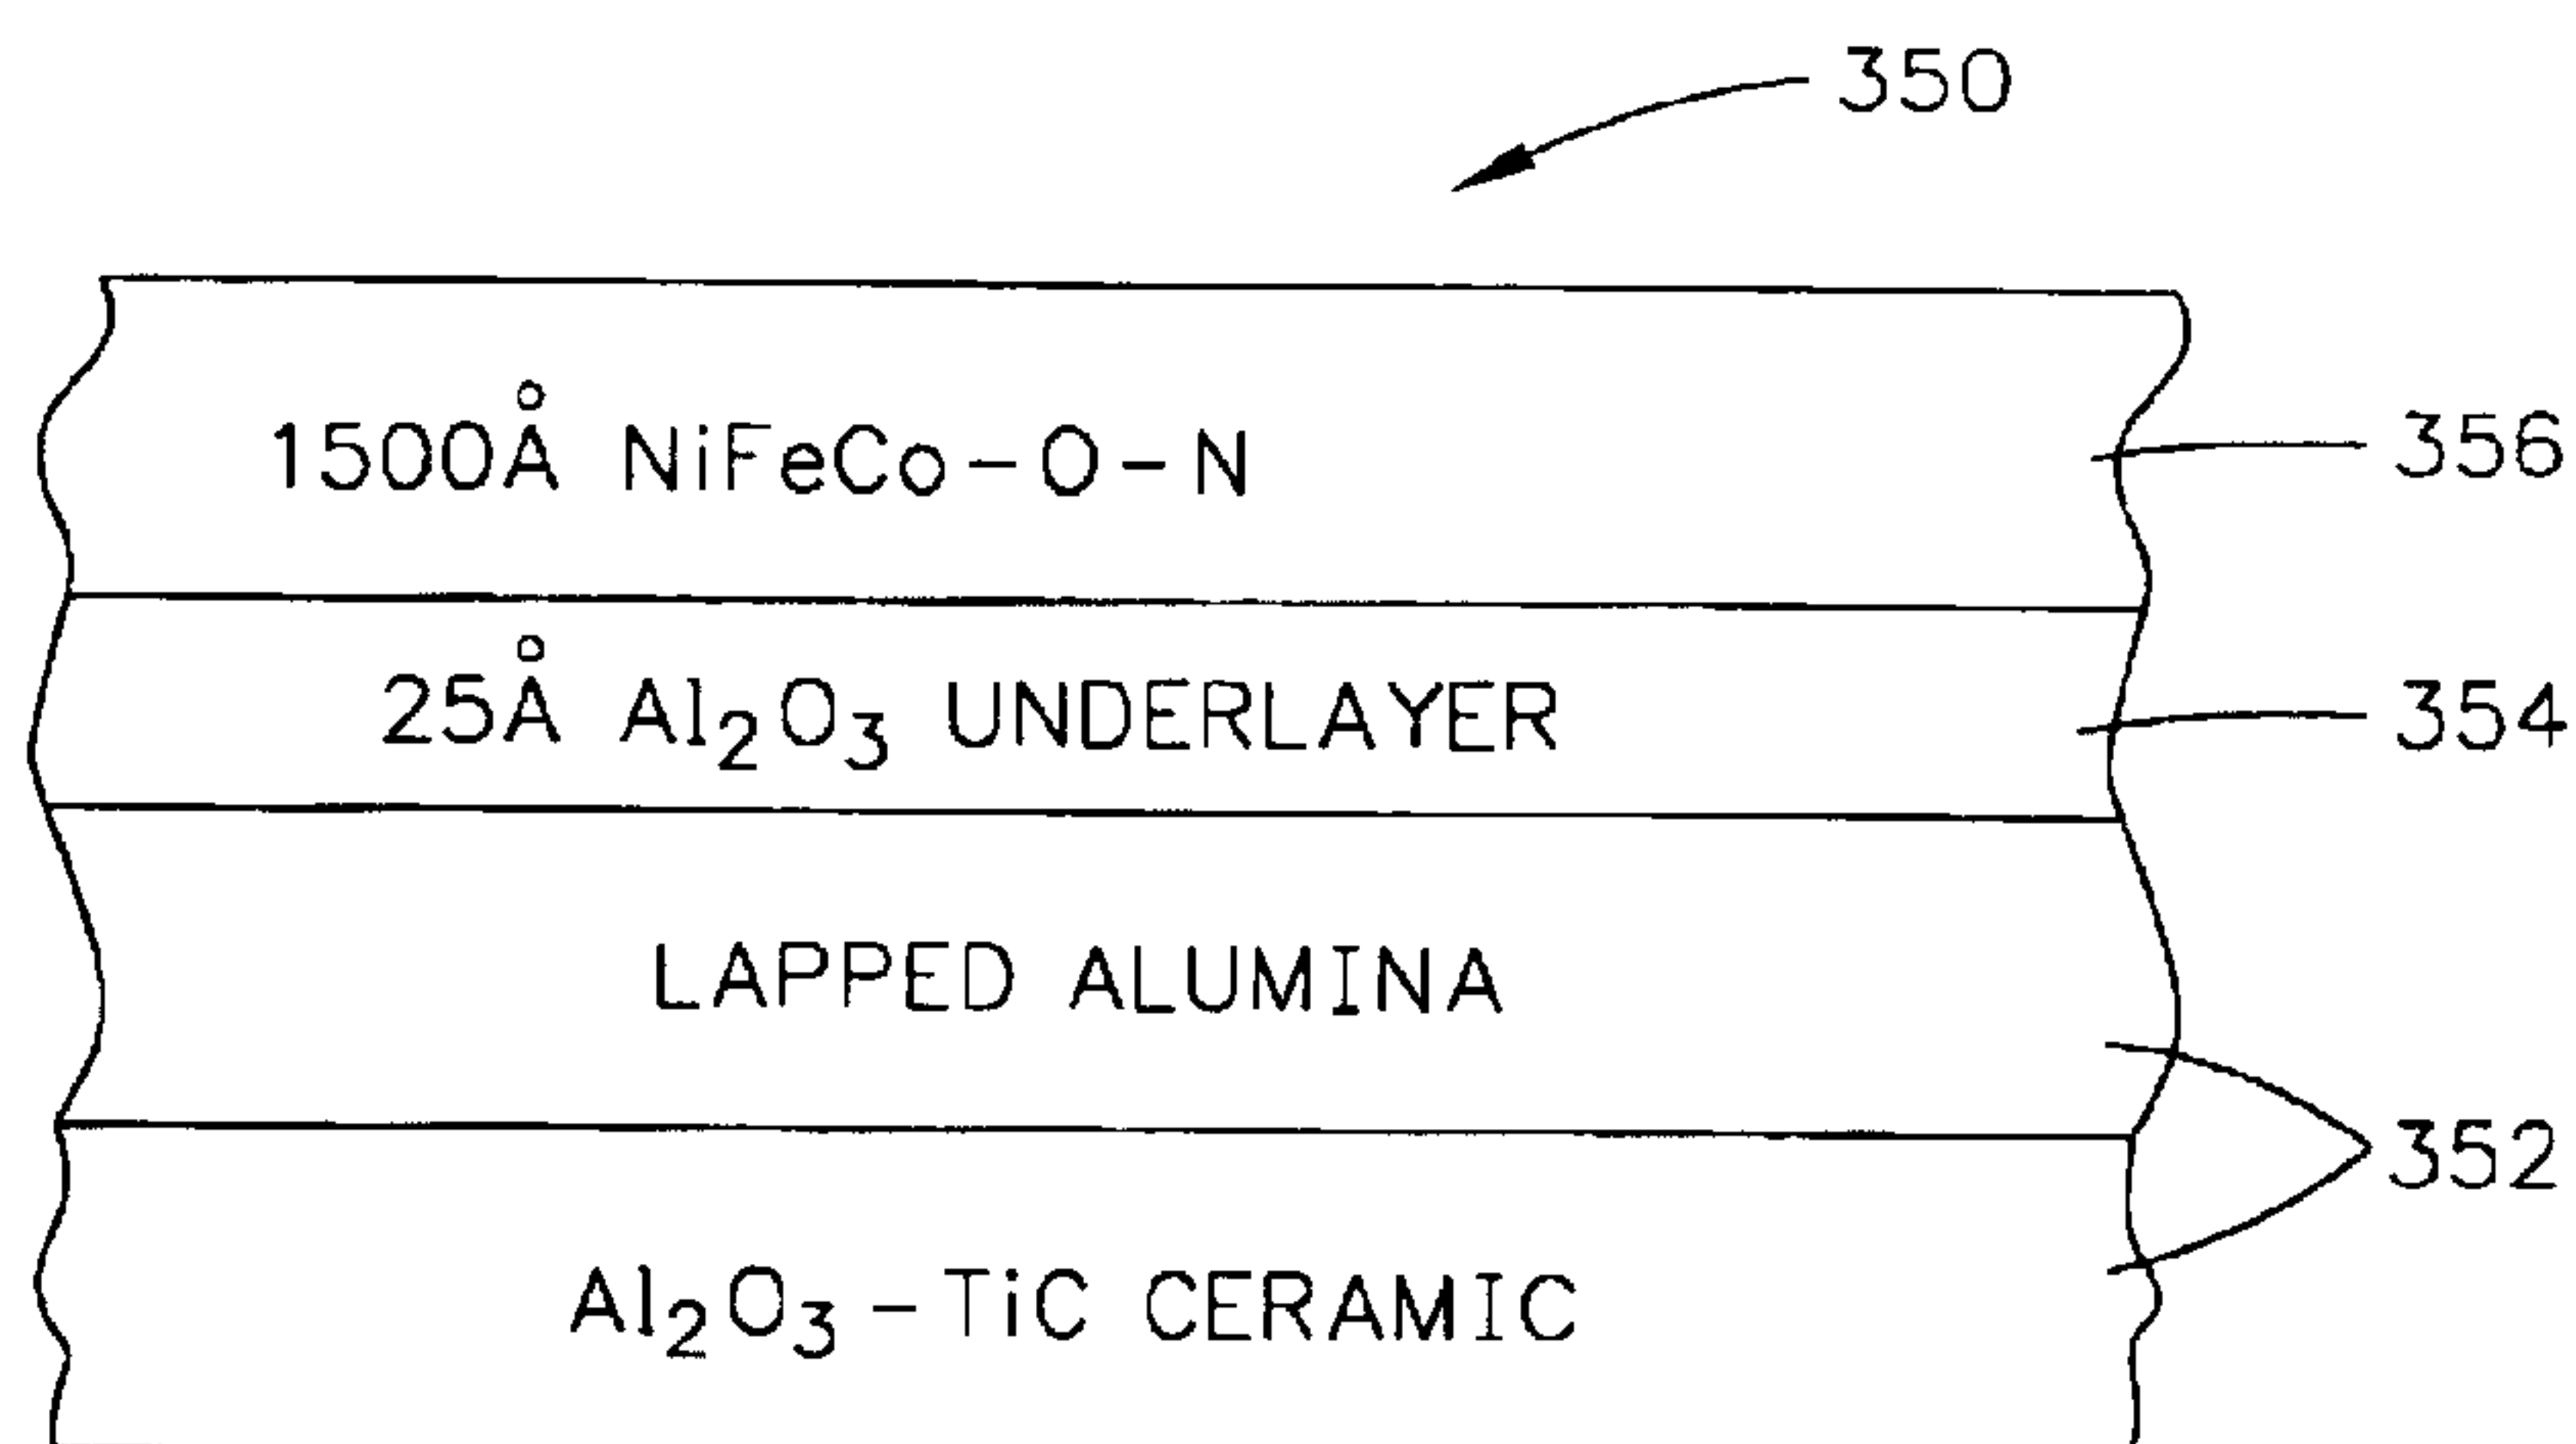 350
1500Å NiFeCo-O-N
356
25Å Al₂O₃ UNDERLAYER
354
LAPPED ALUMINA
352
Al₂O₃-TiC CERAMIC